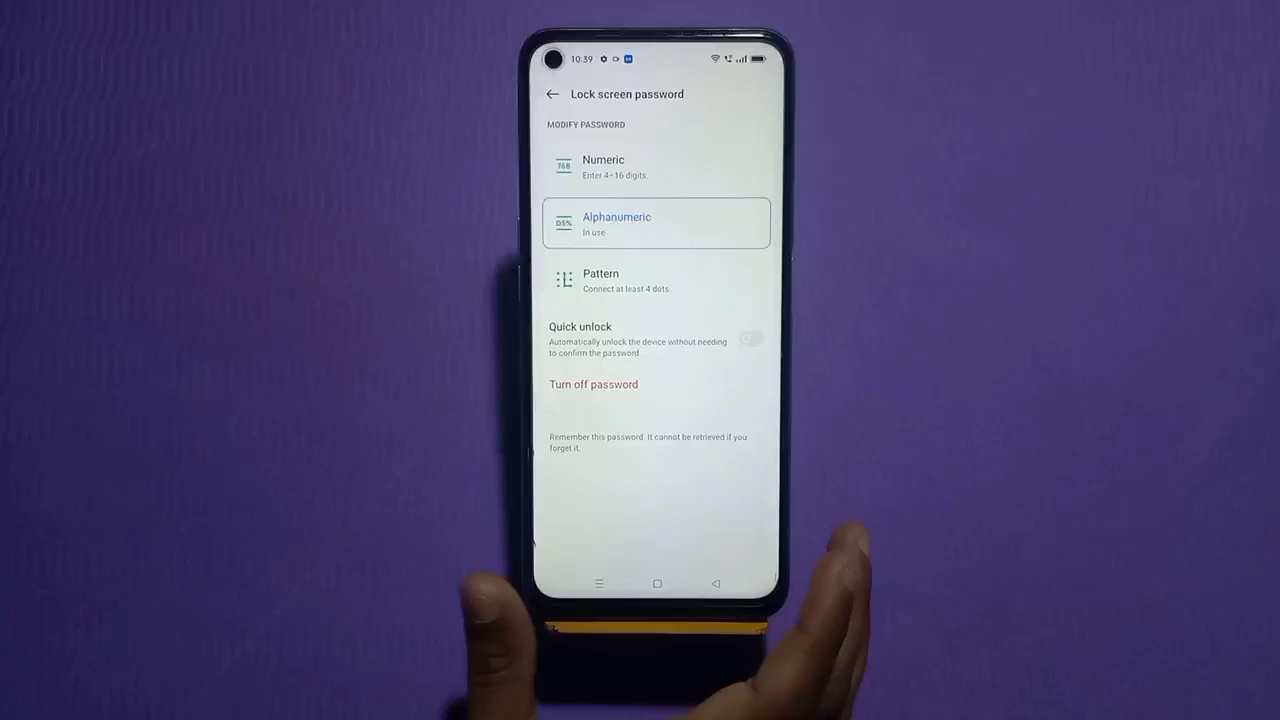 10:39
Lock screen password
MODIFY PASSWORD
Numeric
Enter 4-16 digits.
Alphanumeric
In use
Pattern
Connect at least 4 dots.
Quick unlock
Automatically unlock the device without needing
to confirm the password.
Turn off password
Remember this password. It cannot be retrieved if you
forget it.